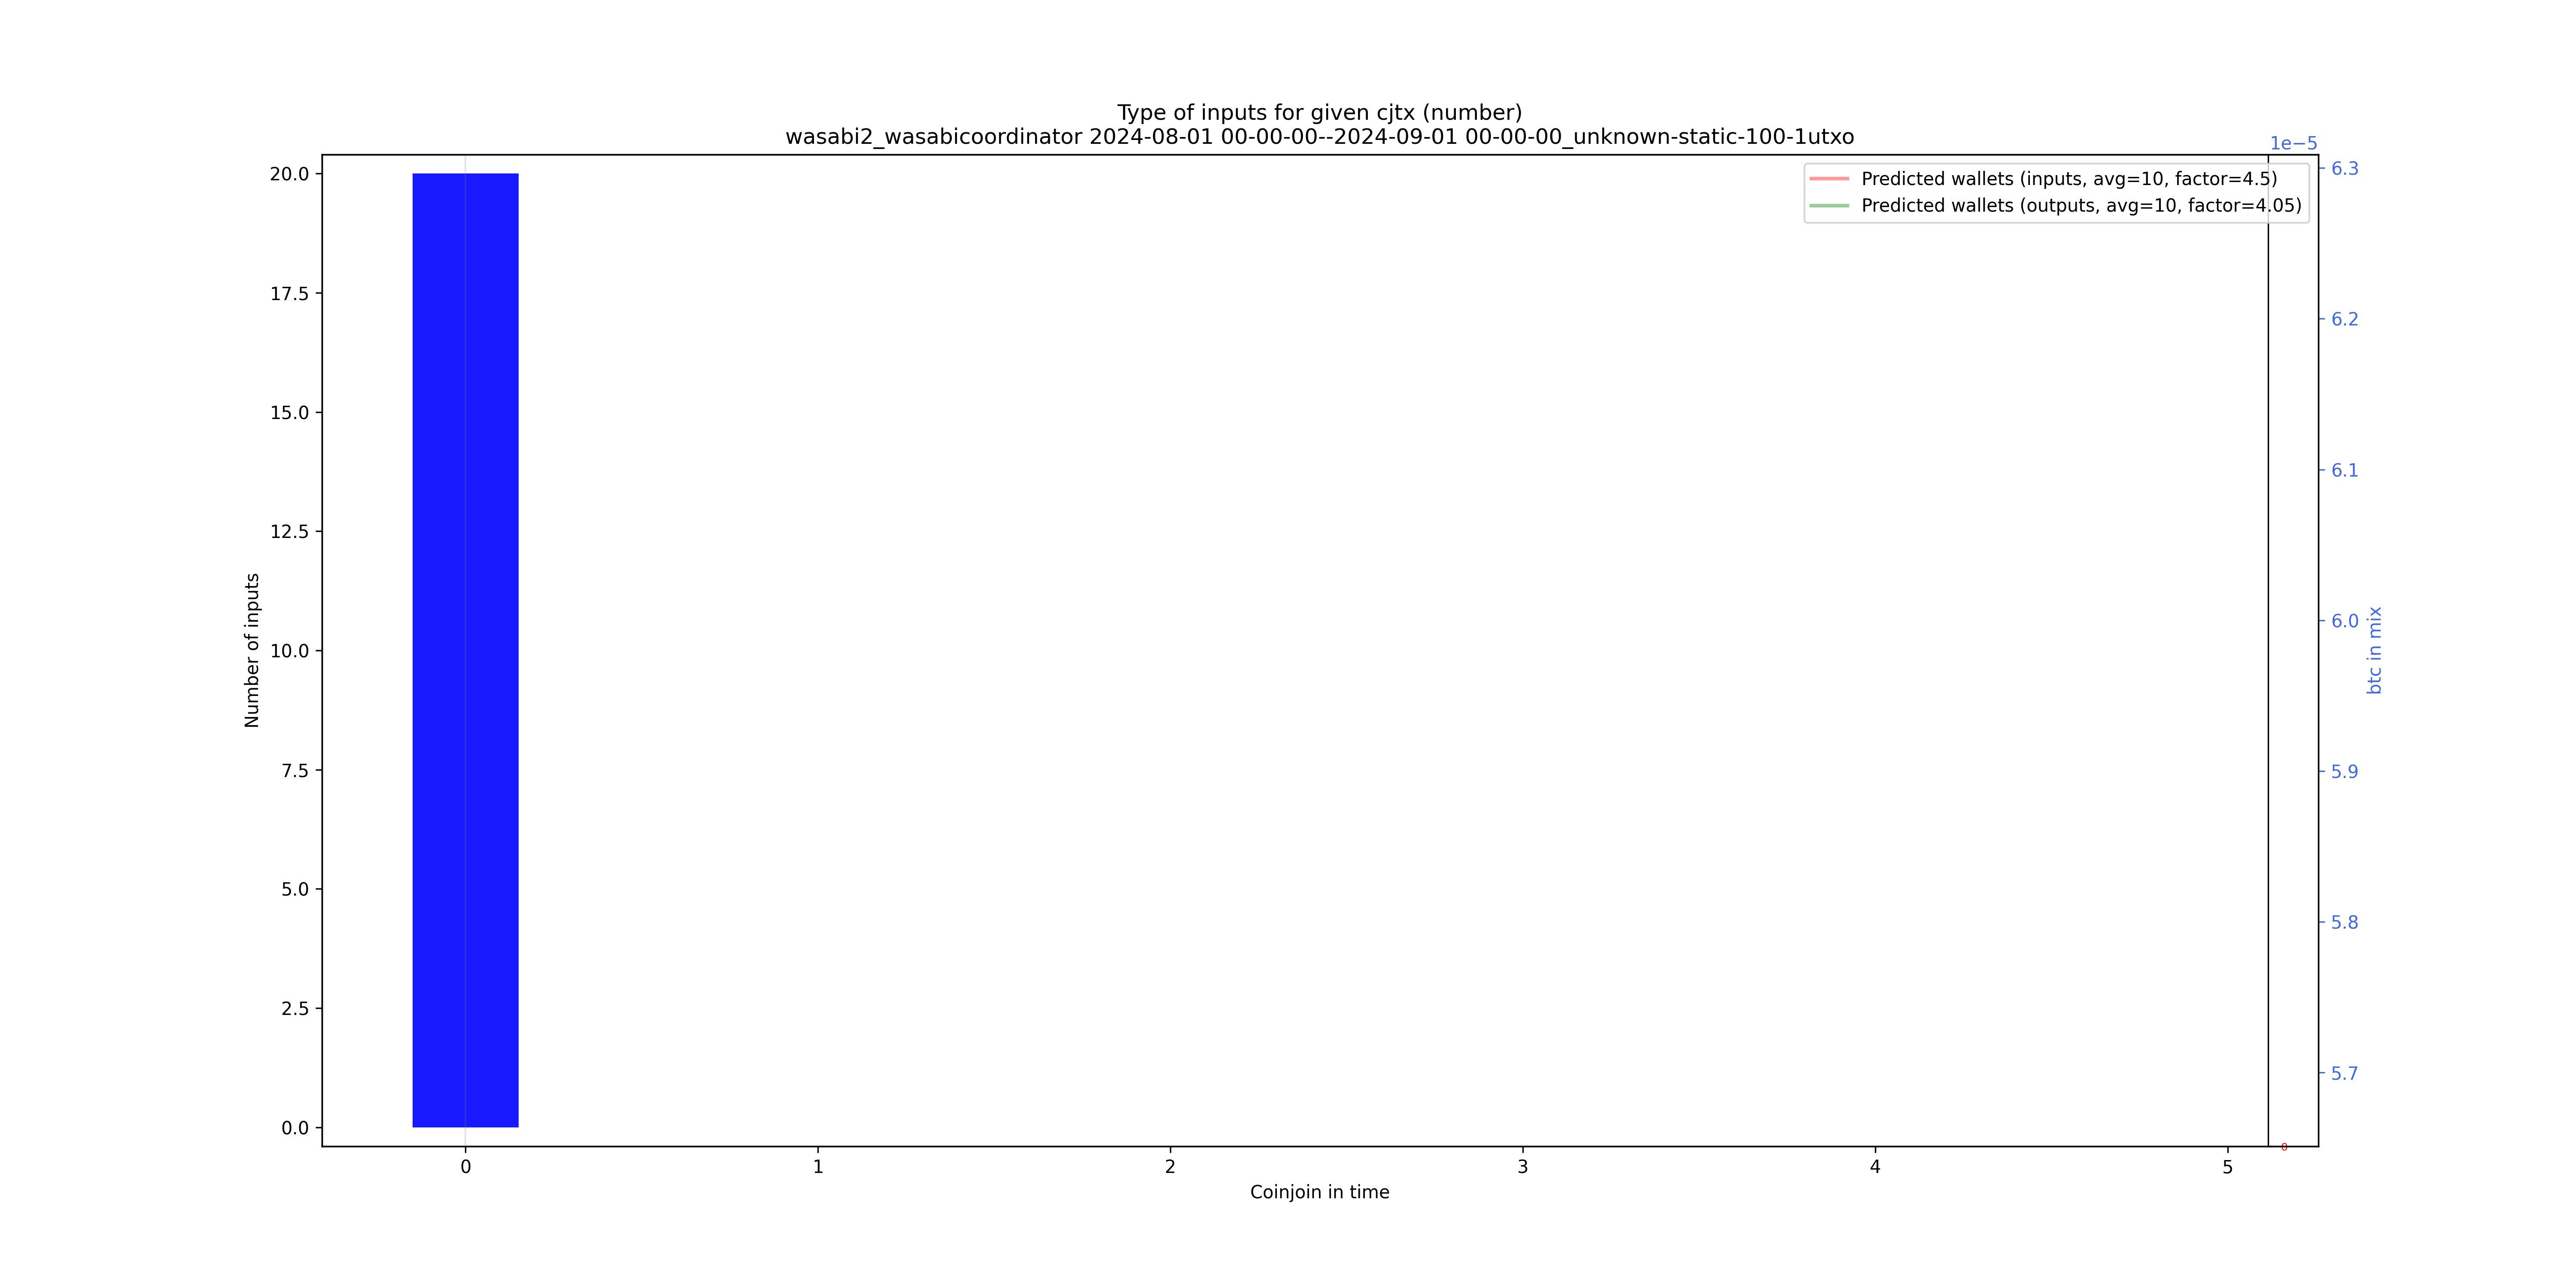 Type of inputs for given cjtx (number)
wasabi2_wasabicoordinator 2024-08-01 00-00-00--2024-09-01 00-00-00_unknown-static-100-1utxo
1e−5
Predicted wallets (inputs, avg=10, factor=4.5)
Predicted wallets (outputs, avg=10, factor=4.05)
Number of inputs
20.0
17.5
15.0
12.5
10.0
7.5
5.0
2.5
0.0
6.3
6.2
6.1
6.0
5.9
5.8
5.7
btc in mix
0
0 1 2 3 4 5
Coinjoin in time